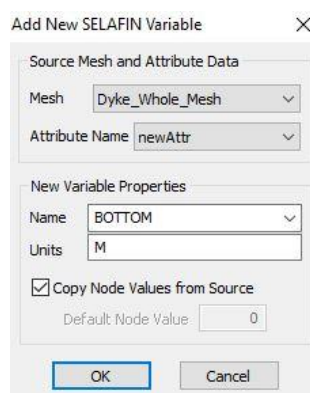 Add New SELAFIN Variable
Source Mesh and Attribute Data
Mesh Dyke_Whole_Mesh
Attribute Name newAttr
New Variable Properties
Name BOTTOM
Units M
Copy Node Values from Source
Default Node Value 0
OK Cancel